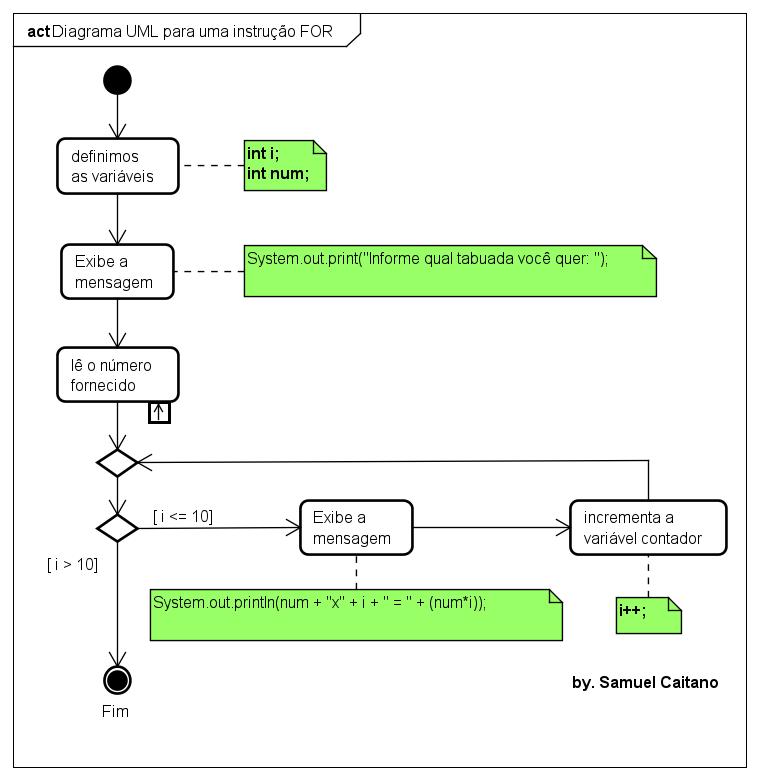 act Diagrama UML para uma instrução FOR
definimos
as variáveis
int i;
int num;
Exibe a
mensagem
System.out.print("Informe qual tabuada você quer: ");
lê o número
fornecido
[ i <= 10]
Exibe a
mensagem
incrementa a
variável contador
[ i > 10]
System.out.println(num + "x" + i + " = " + (num*i));
i++;
by. Samuel Caitano
Fim